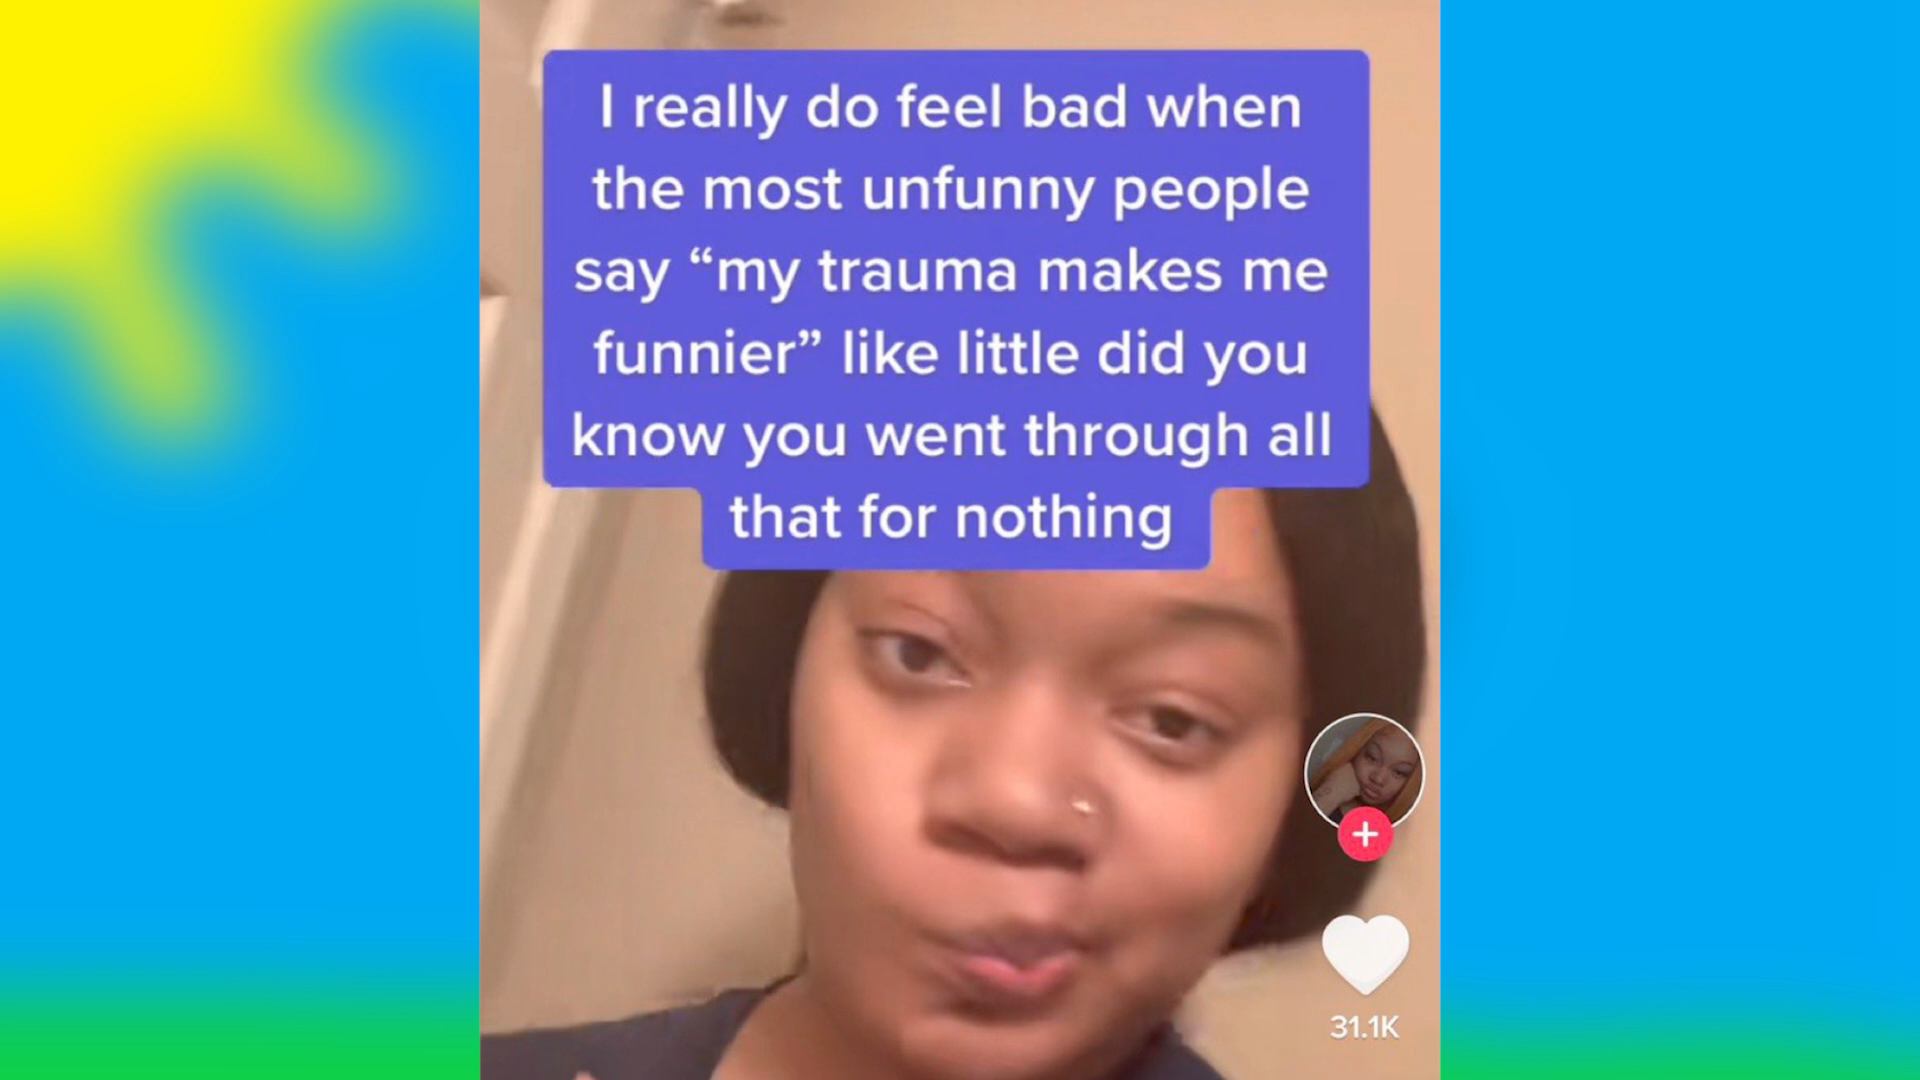 I really do feel bad when
the most unfunny people
say “my trauma makes me
funnier” like little did you
know you went through all
that for nothing
31.1K